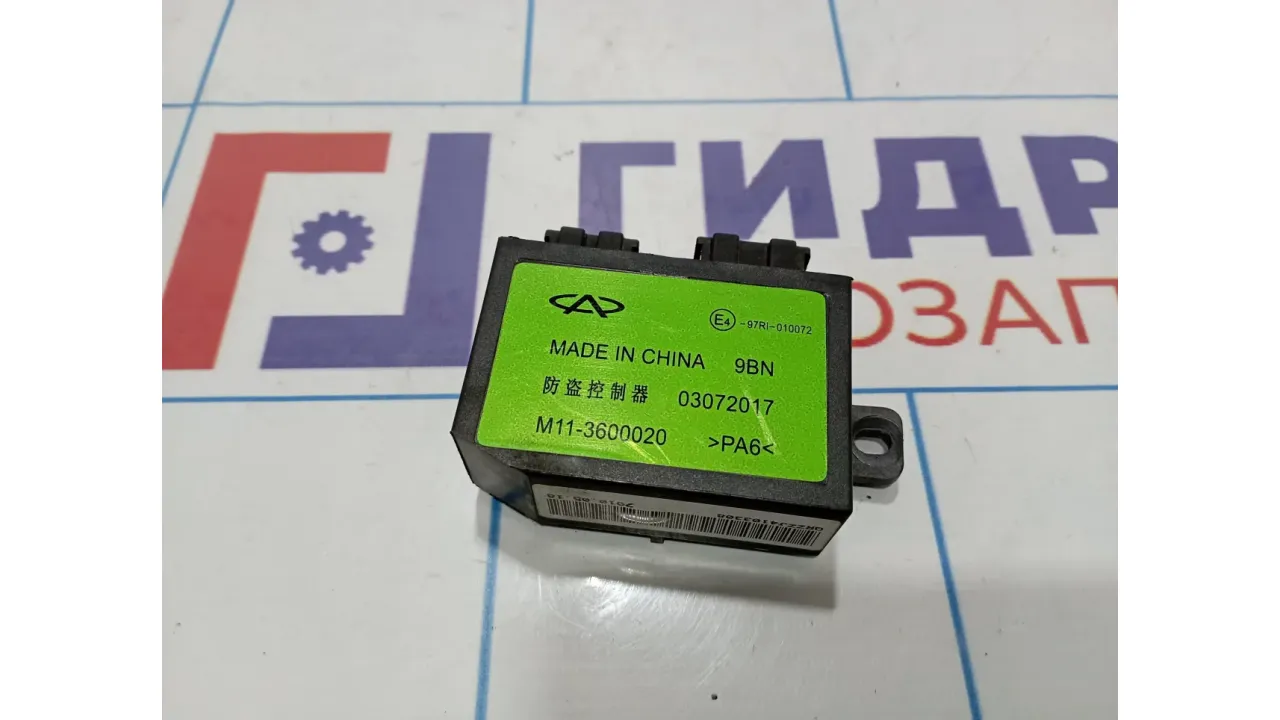 ГИДР
ОЗАП
E4 -97RI-010072
MADE IN CHINA 9BN
防盗控制器 03072017
M11-3600020 >PA6<